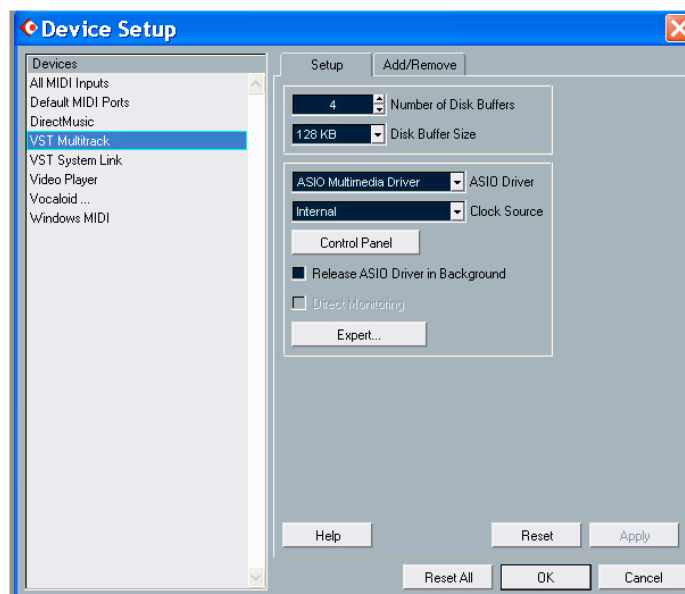 Device Setup
Devices
All MIDI Inputs
Default MIDI Ports
DirectMusic
VST Multitrack
VST System Link
Video Player
Vocaloid ...
Windows MIDI
Setup
Add/Remove
4 Number of Disk Buffers
128 KB Disk Buffer Size
ASIO Multimedia Driver ASIO Driver
Internal Clock Source
Control Panel
Release ASIO Driver in Background
Direct Monitoring
Expert...
Help Reset Apply
Reset All OK Cancel